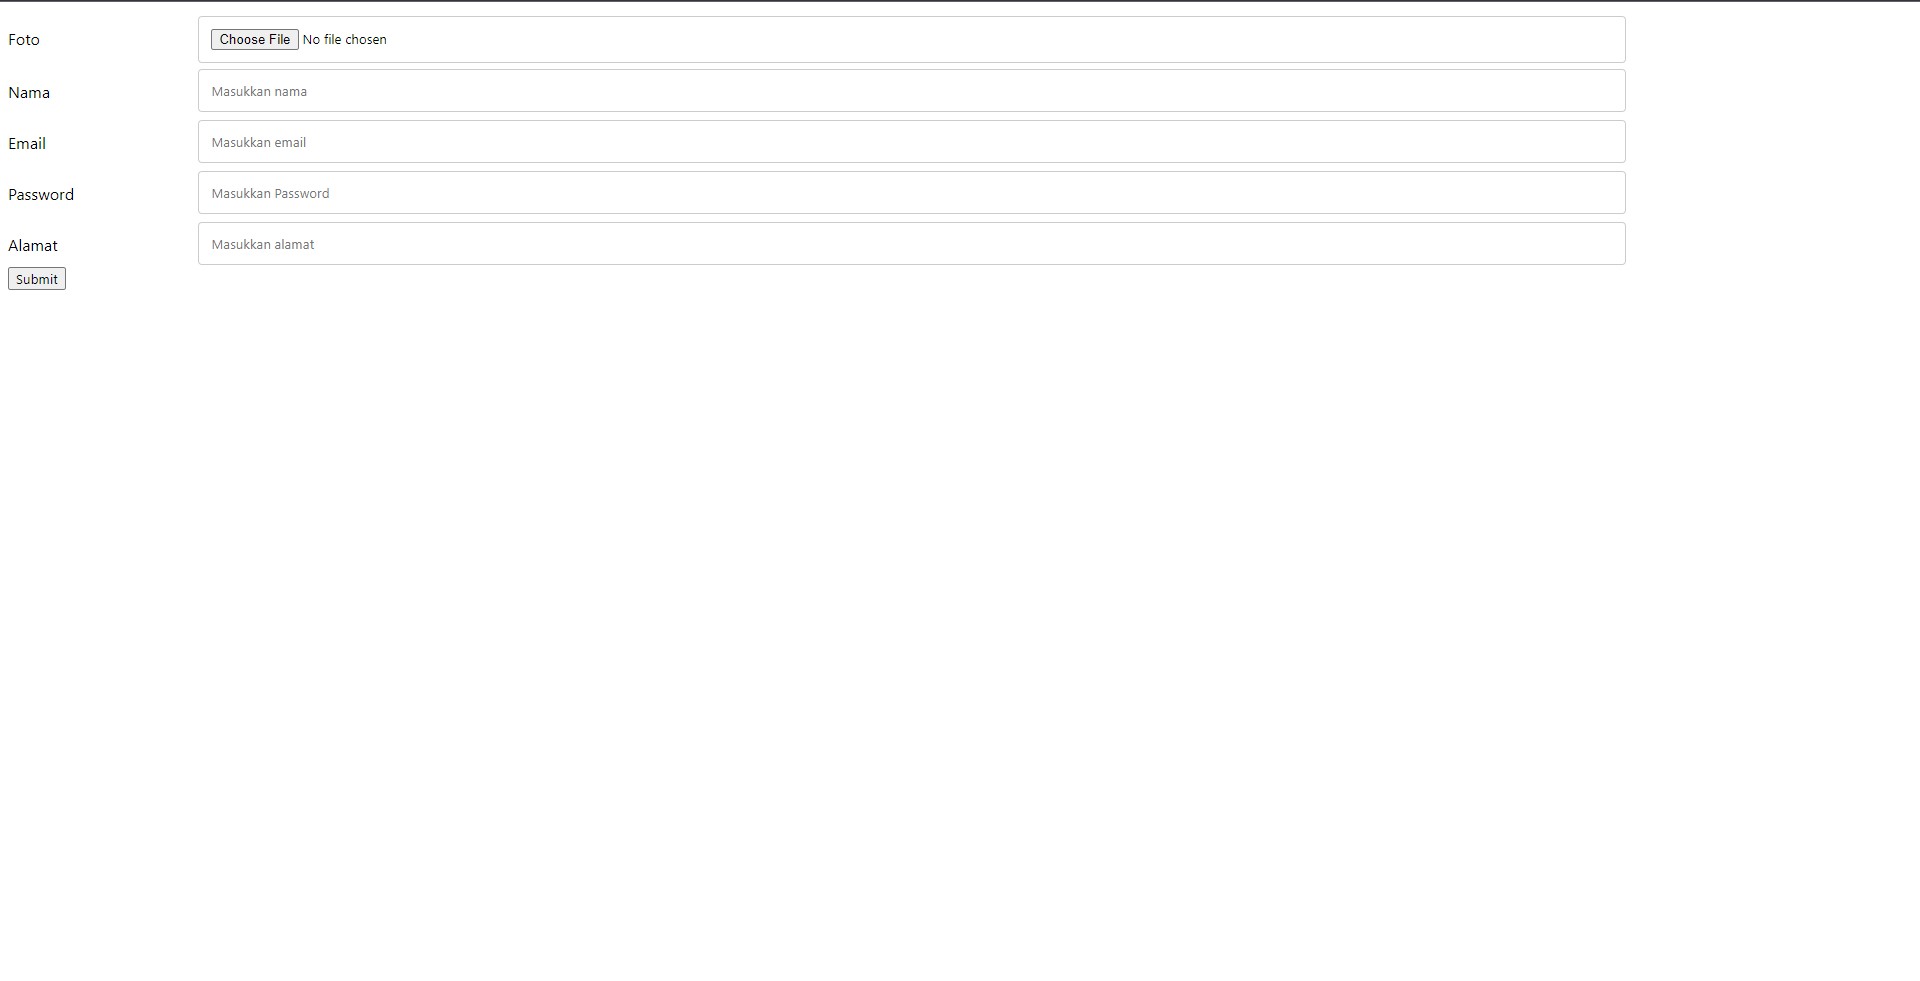 Foto Choose File No file chosen
Nama Masukkan nama
Email Masukkan email
Password Masukkan Password
Alamat Masukkan alamat
Submit